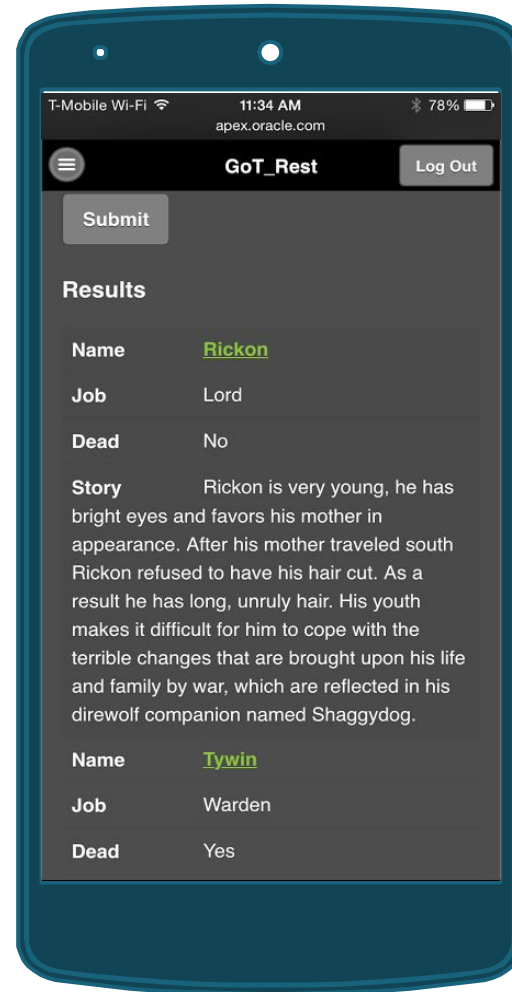 T-Mobile Wi-Fi 11:34 AM 78%
apex.oracle.com
GoT_Rest Log Out
Submit
Results
Name Rickon
Job Lord
Dead No
Story Rickon is very young, he has
bright eyes and favors his mother in
appearance. After his mother traveled south
Rickon refused to have his hair cut. As a
result he has long, unruly hair. His youth
makes it difficult for him to cope with the
terrible changes that are brought upon his life
and family by war, which are reflected in his
direwolf companion named Shaggydog.
Name Tywin
Job Warden
Dead Yes